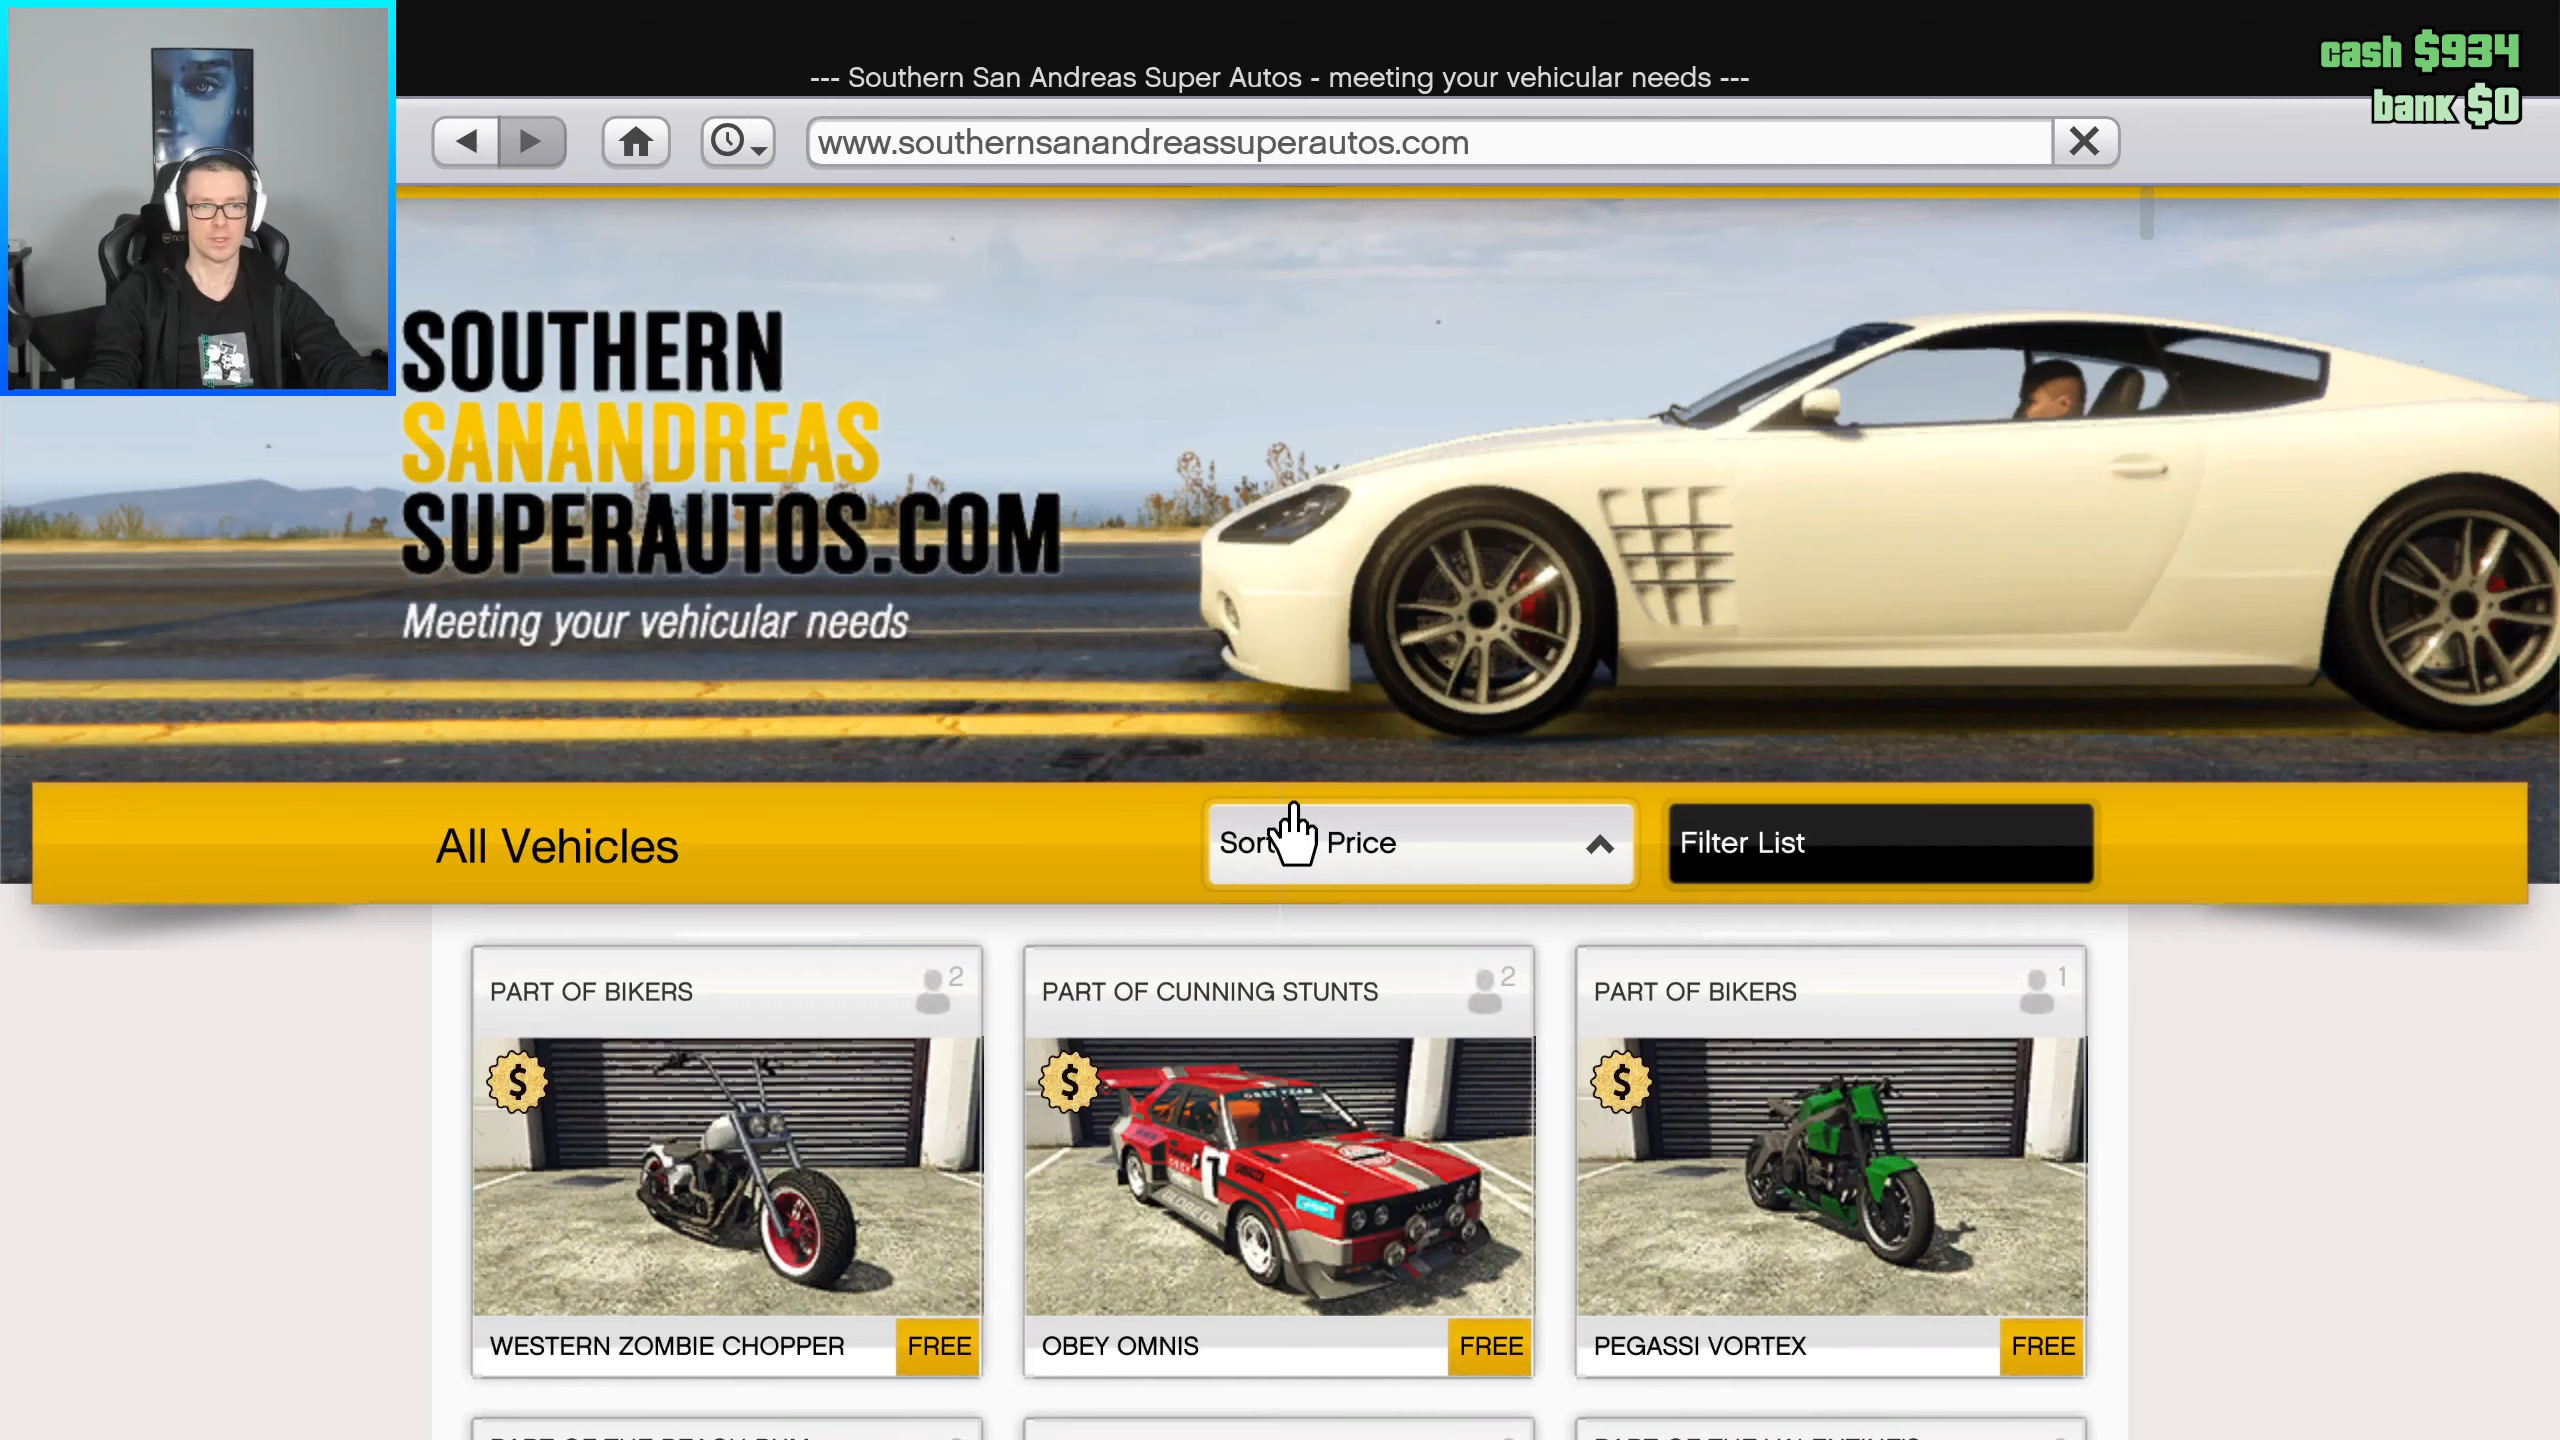 --- Southern San Andreas Super Autos - meeting your vehicular needs ---
cash $934
bank $0
www.southernsanandreassuperautos.com
SOUTHERN
SANANDREAS
SUPERAUTOS.COM
Meeting your vehicular needs
All Vehicles
Sort Price
Filter List
PART OF BIKERS 2
PART OF CUNNING STUNTS 2
PART OF BIKERS 1
$
$
$
WESTERN ZOMBIE CHOPPER FREE
OBEY OMNIS FREE
PEGASSI VORTEX FREE